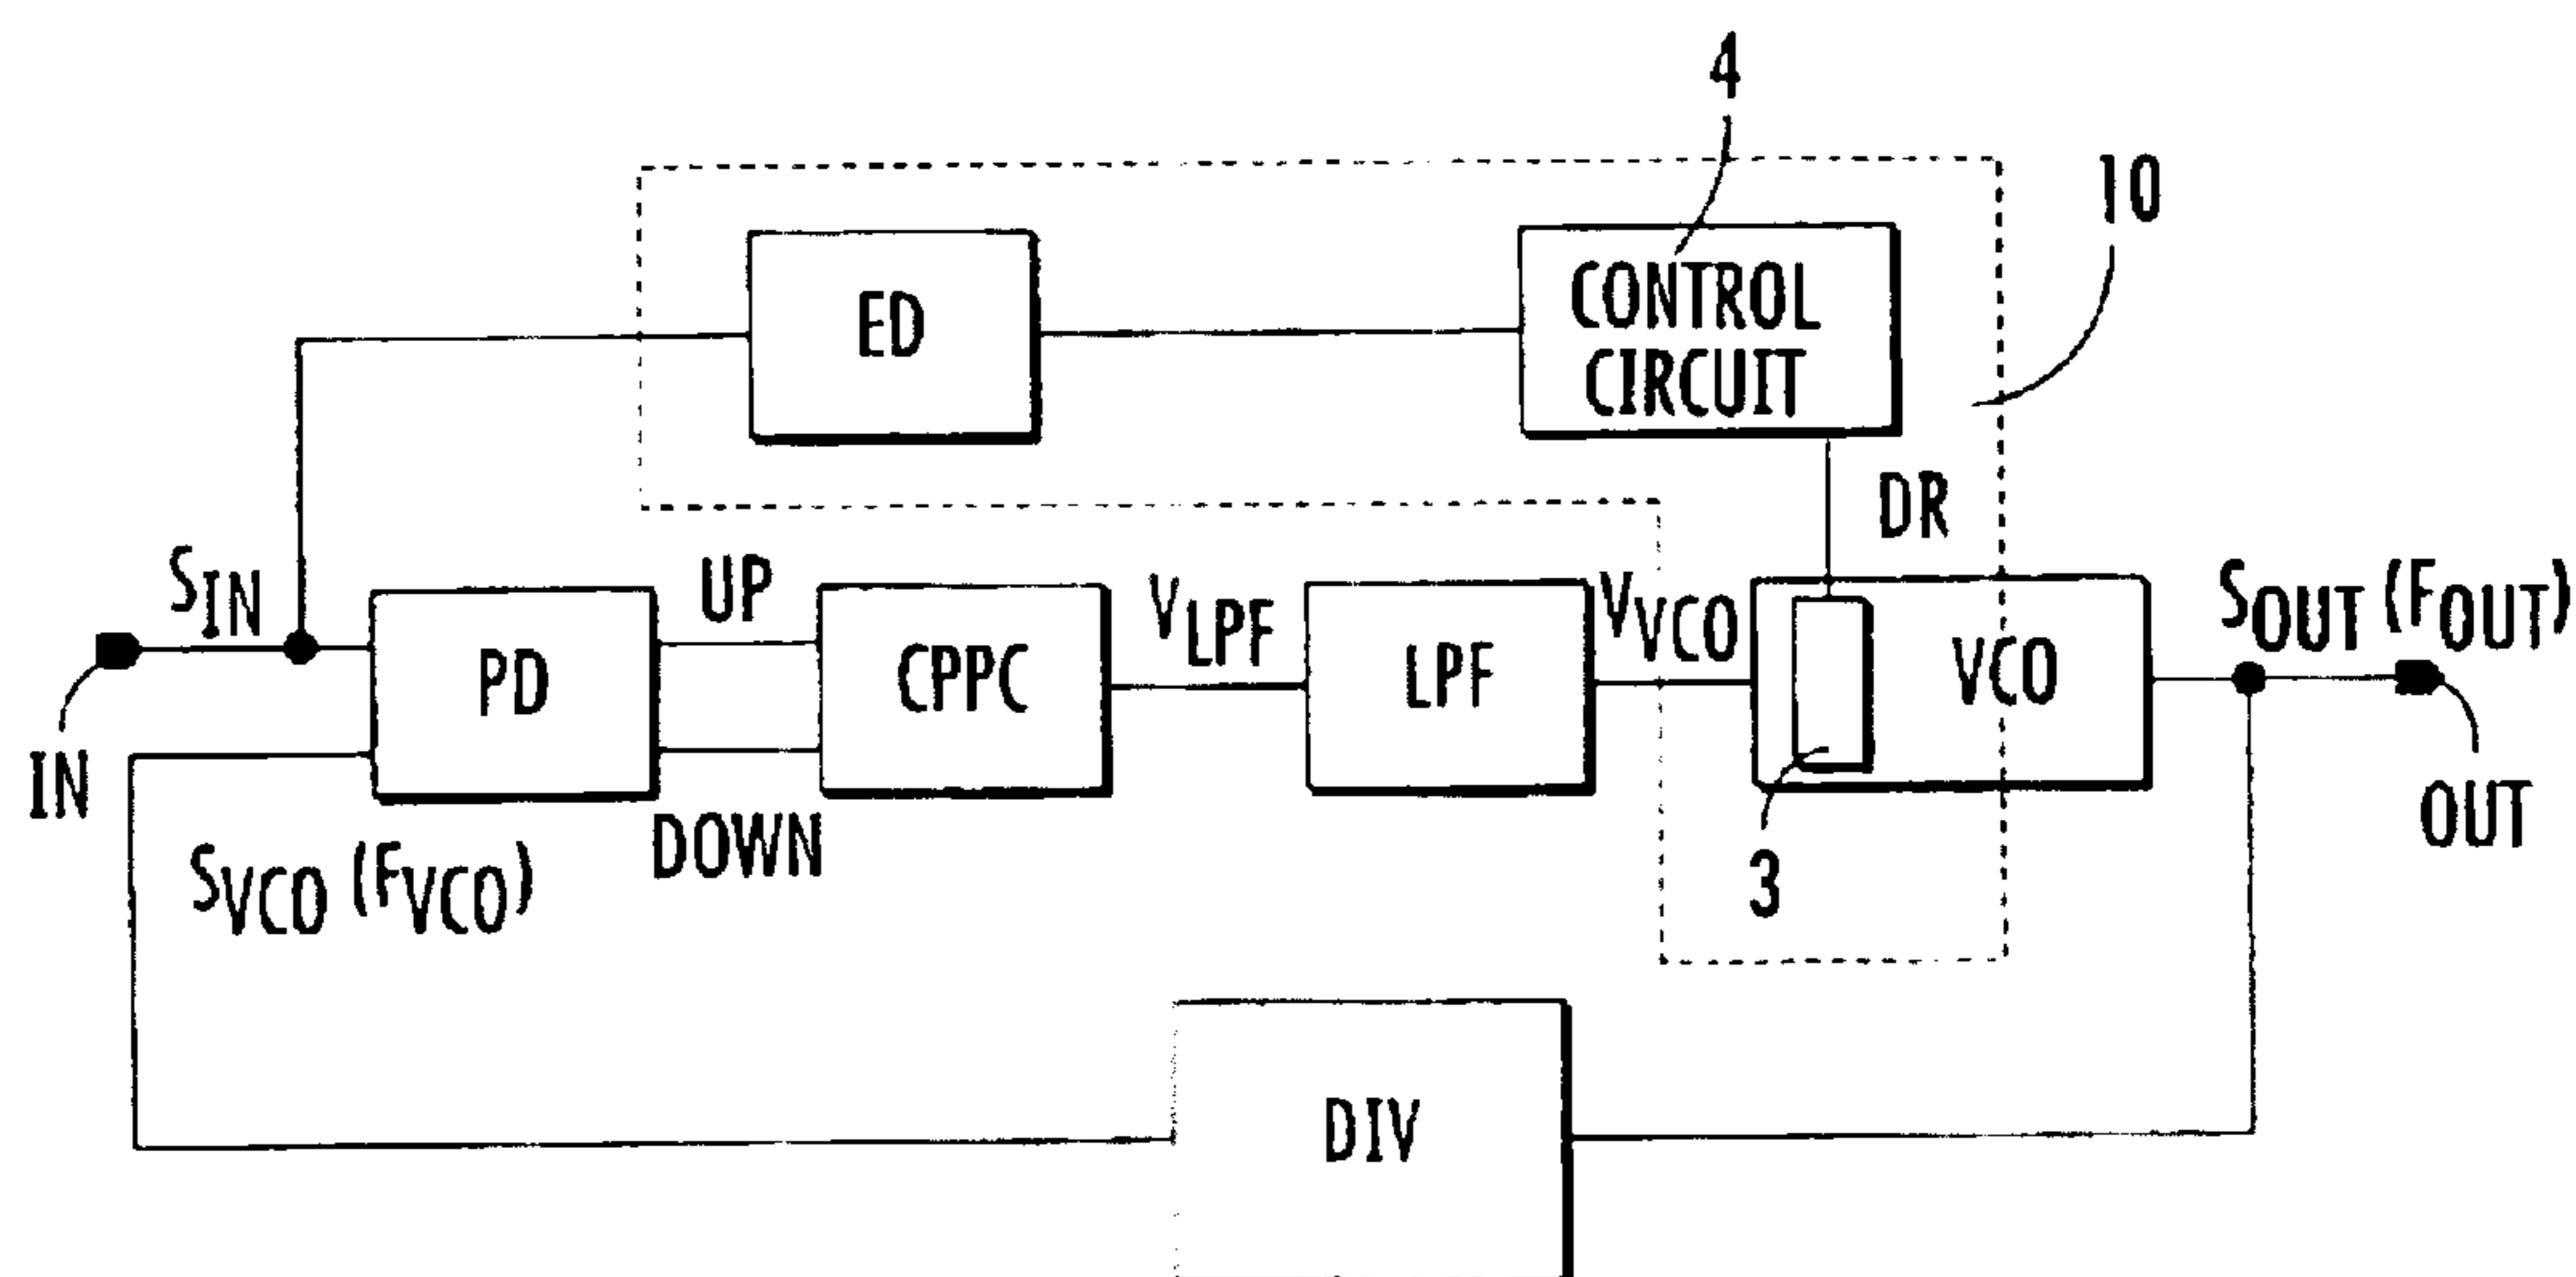 4
10
ED
CONTROL
CIRCUIT
DR
SIN
UP
VLPF
VVCO
SOUT (FOUT)
PD
CPPC
LPF
VCO
IN
OUT
SVCO (FVCO)
DOWN
3
DIV